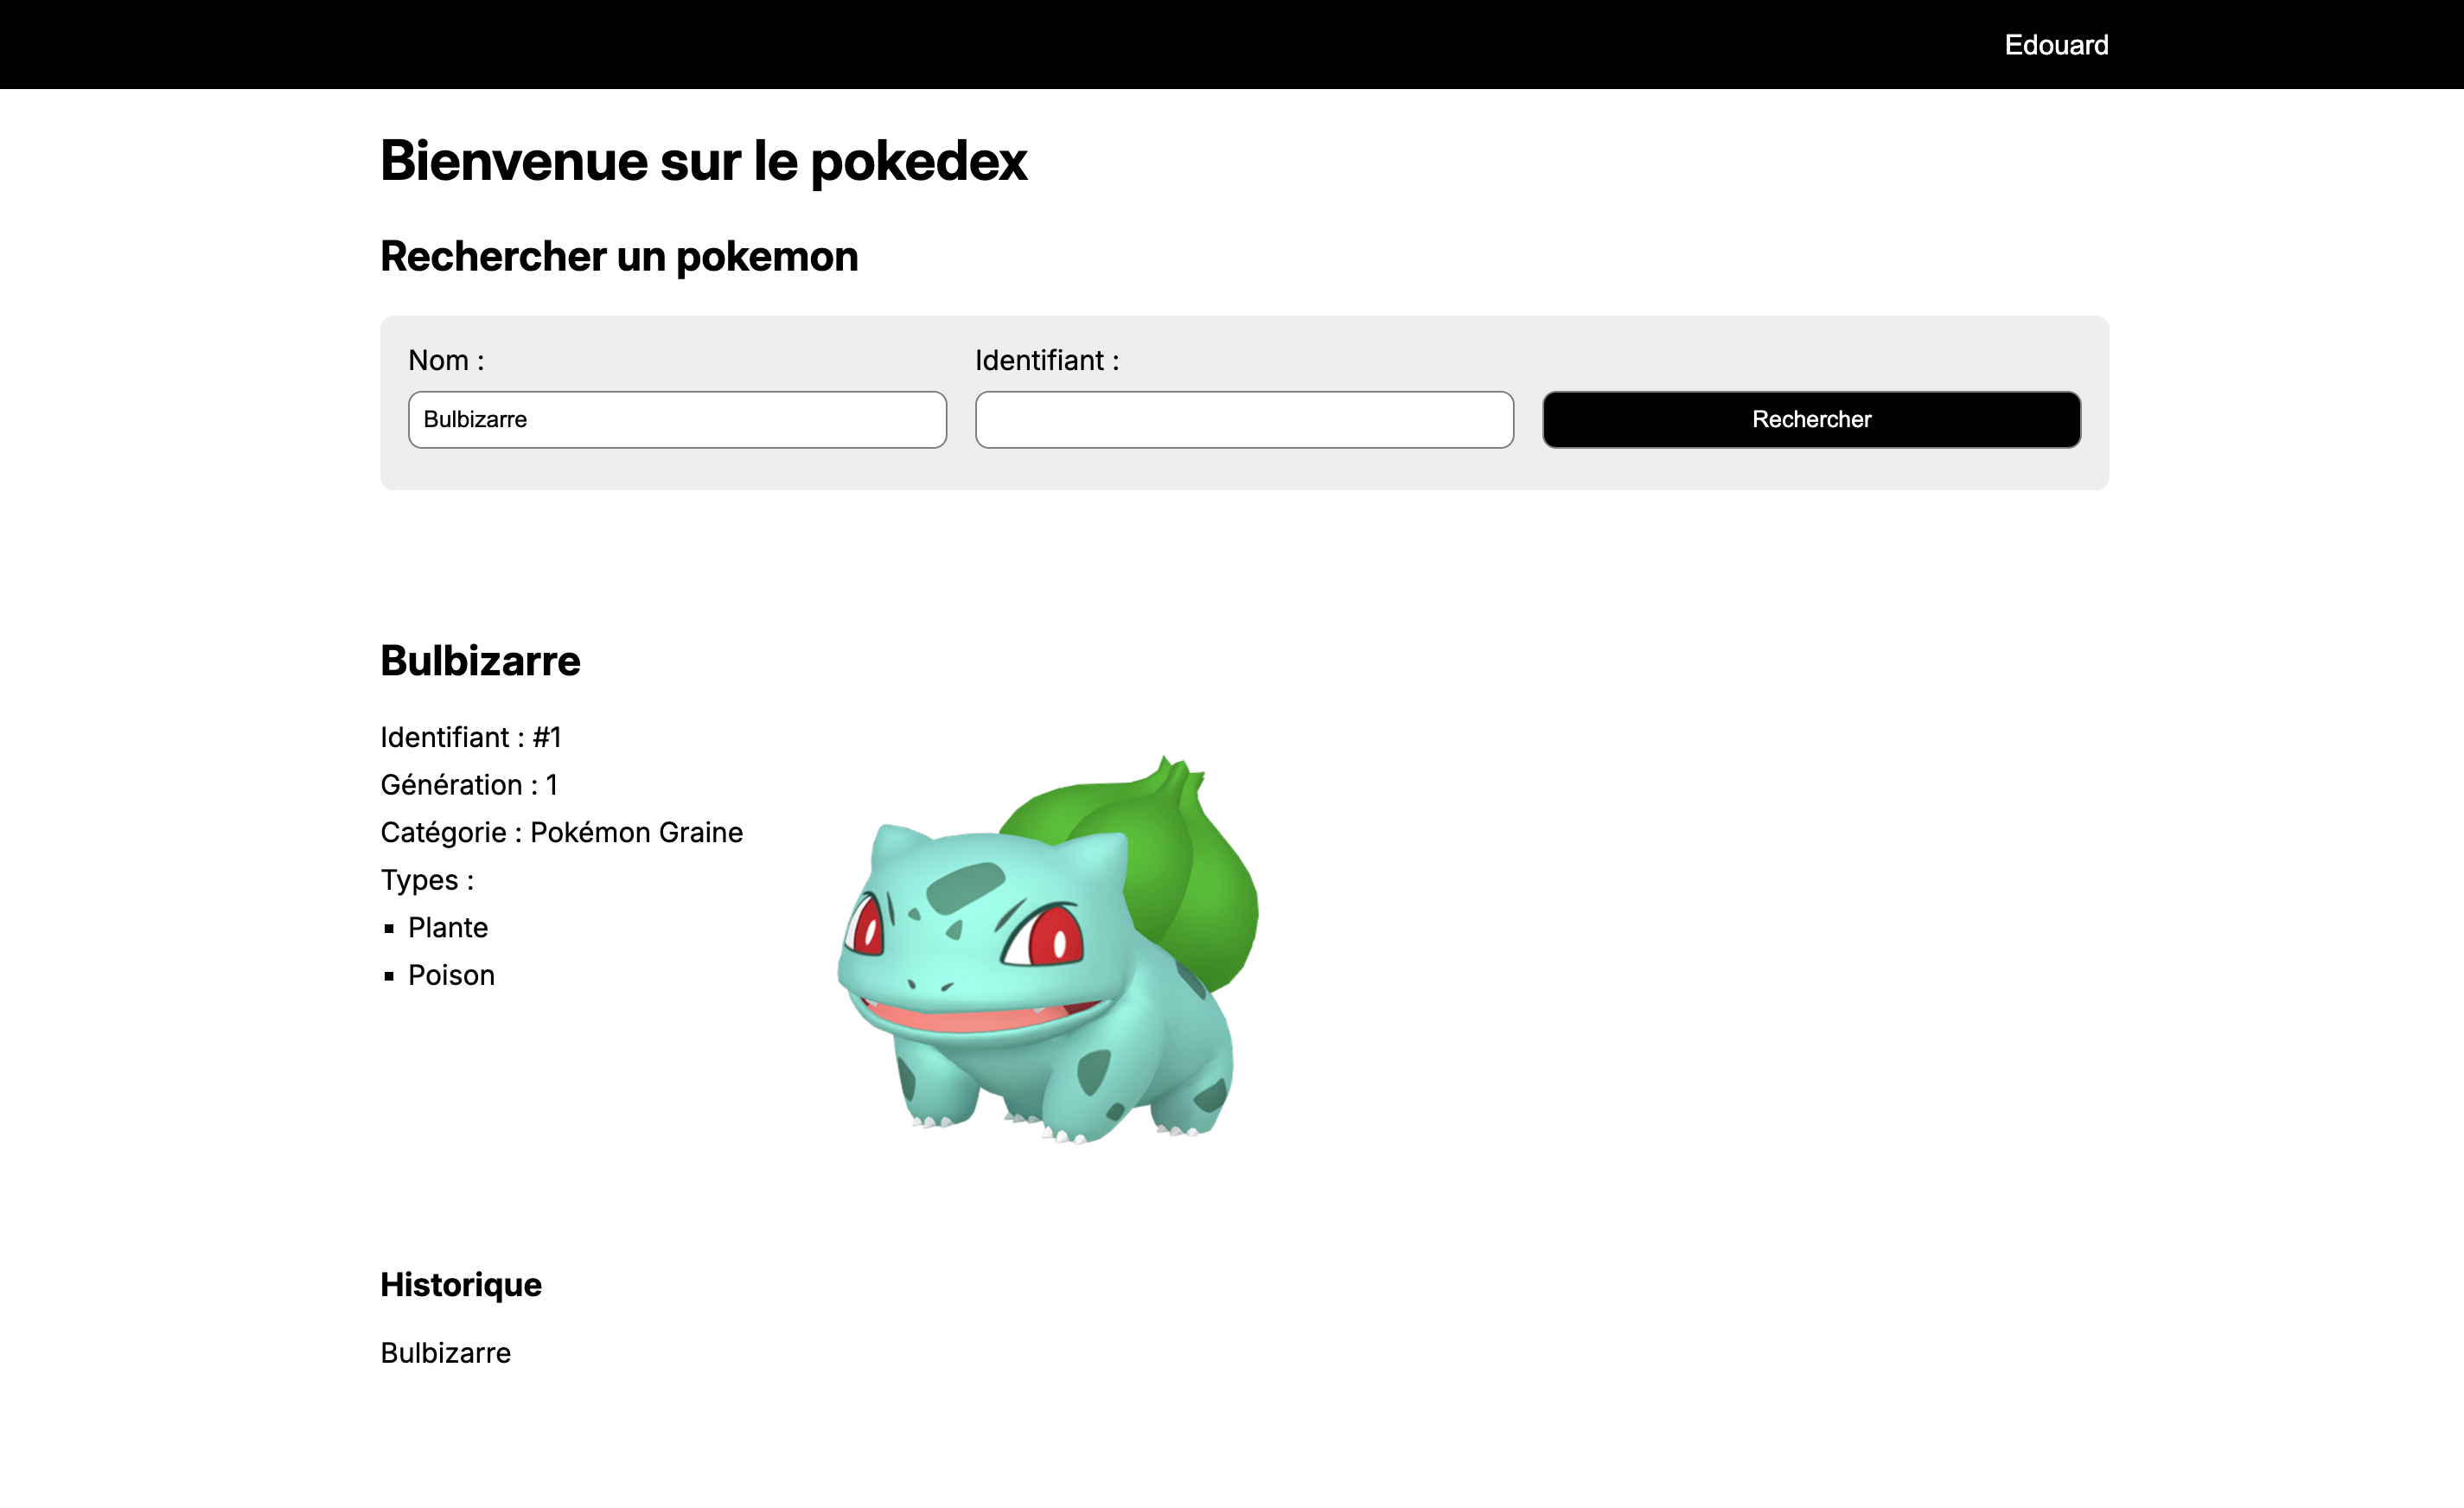 Edouard
Bienvenue sur le pokedex
Rechercher un pokemon
Nom :
Identifiant :
Bulbizarre
Rechercher
Bulbizarre
Identifiant : #1
Génération : 1
Catégorie : Pokémon Graine
Types :
▪ Plante
▪ Poison
Historique
Bulbizarre